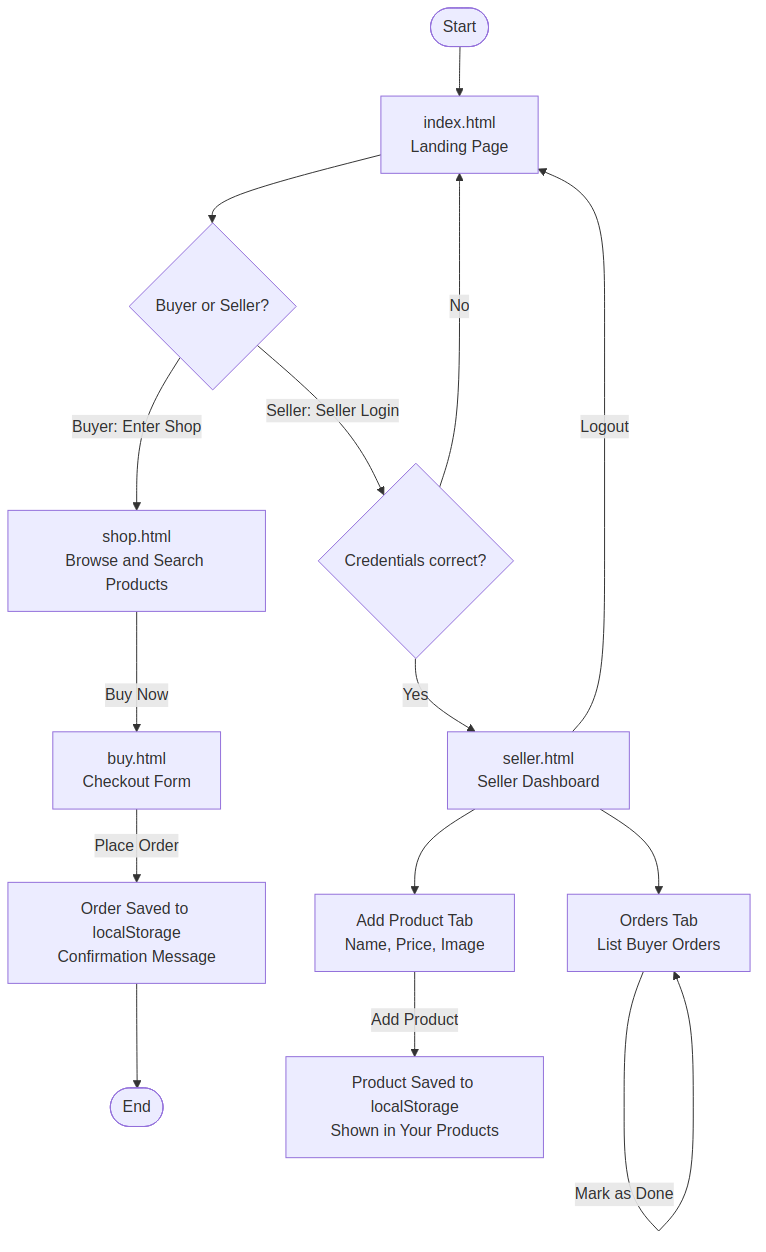 Start
index.html
Landing Page
Buyer or Seller?
No
Seller: Seller Login
Buyer: Enter Shop
Logout
shop.html
Browse and Search
Products
Credentials correct?
Buy Now
Yes
buy.html
Checkout Form
seller.html
Seller Dashboard
Place Order
Order Saved to
localStorage
Confirmation Message
Add Product Tab
Name, Price, Image
Orders Tab
List Buyer Orders
Add Product
End
Product Saved to
localStorage
Shown in Your Products
Mark as Done